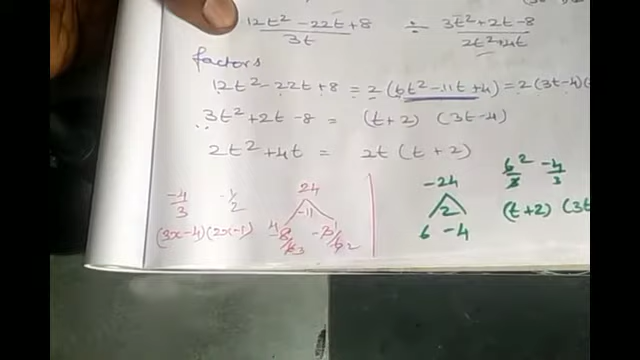 12t² - 22t + 8 / 3t ÷ 3t² + 2t - 8 / 2t² + 4t
factors
12t² - 22t + 8 = 2 (6t² - 11t + 4) = 2 (3t - 4)(
3t² + 2t - 8 = (t + 2) (3t - 4)
2t² + 4t = 2t (t + 2)
-4/3 -1/2
(3x - 4)(2x - 1)
24
-11
-24
2
6 -4
-4/3
(t + 2) (3t